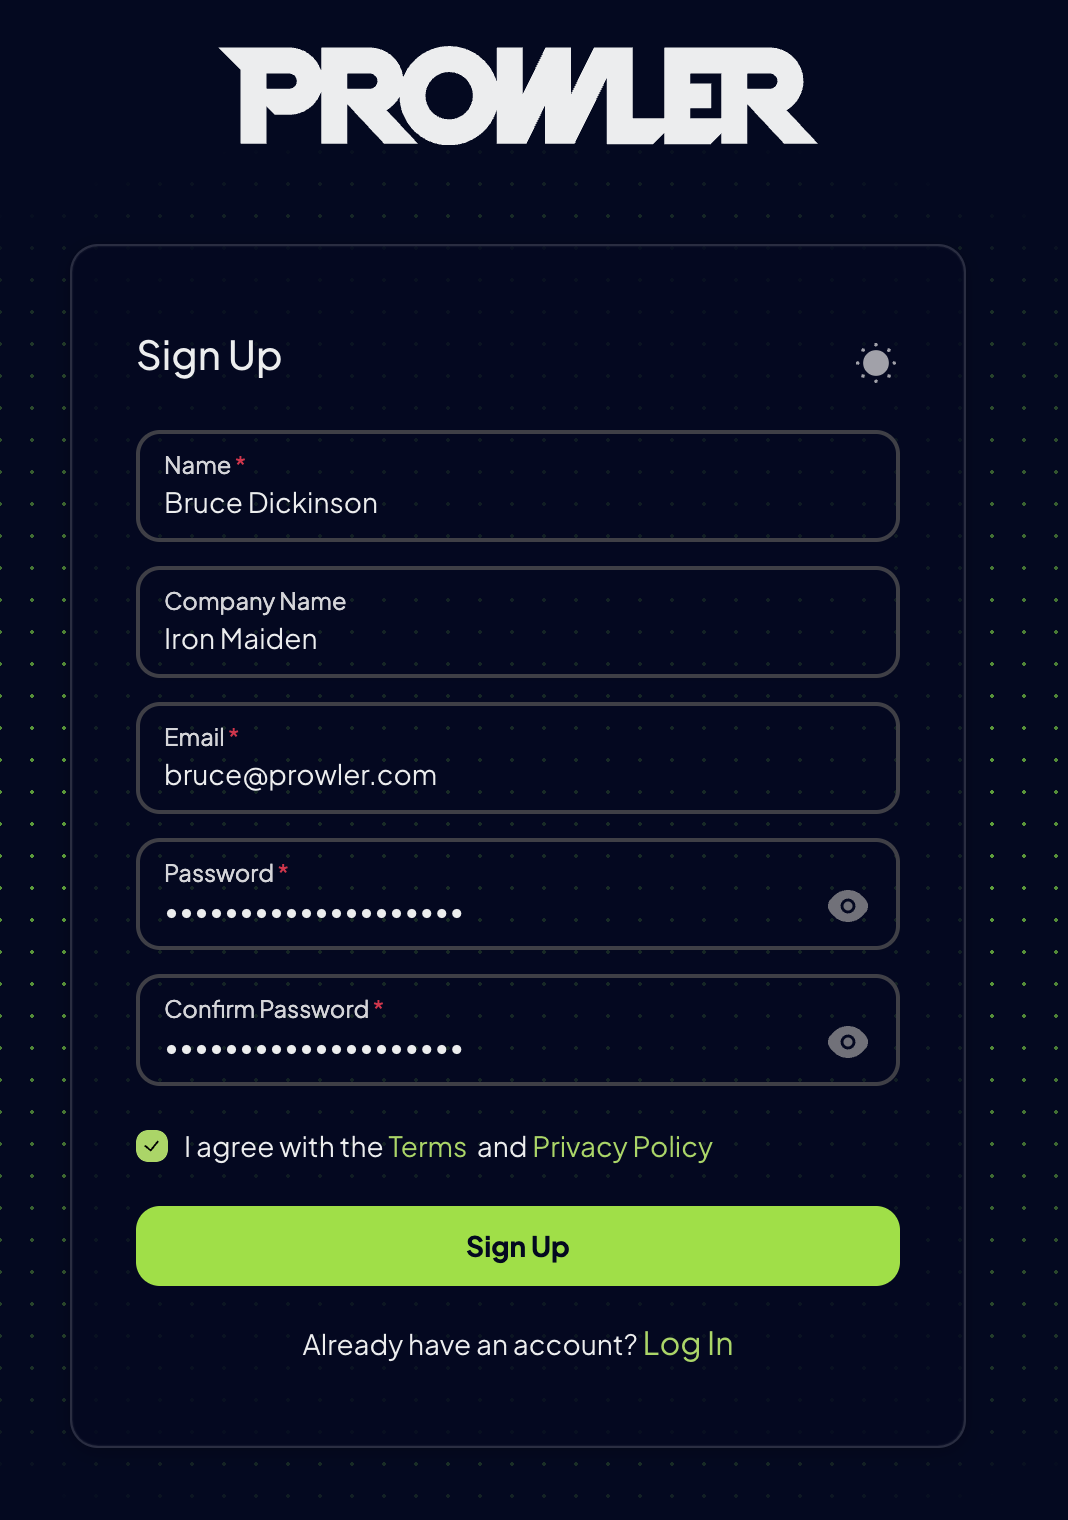 PROWLER
Sign Up
Name *
Bruce Dickinson
Company Name
Iron Maiden
Email *
bruce@prowler.com
Password *
••••••••••••••••••••
Confirm Password *
••••••••••••••••••••
I agree with the Terms and Privacy Policy
Sign Up
Already have an account? Log In